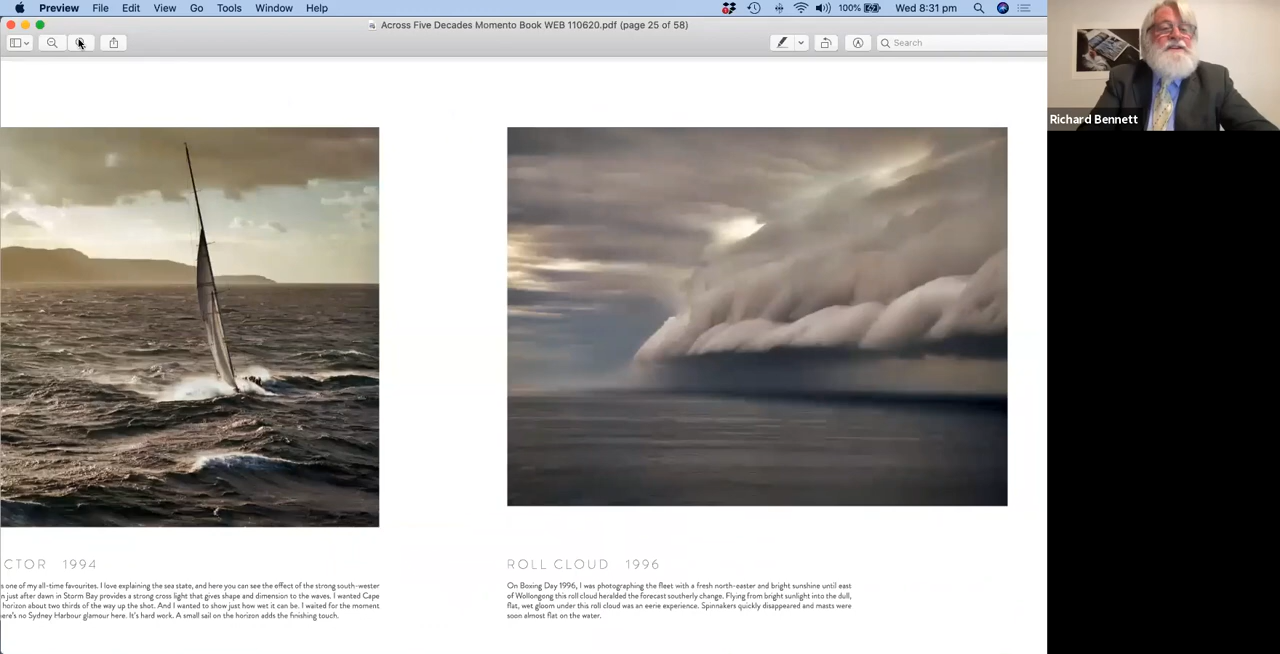 Preview File Edit View Go Tools Window Help 100% Wed 8:31 pm
Across Five Decades Momento Book WEB 110620.pdf (page 25 of 58)
Search
Richard Bennett
CTOR 1994
s one of my all-time favourites. I love explaining the sea state, and here you can see the effect of the strong south-wester
n just after dawn in Storm Bay provides a strong cross light that gives shape and dimension to the waves. I wanted Cape
horizon about two thirds of the way up the shot. And I wanted to show just how wet it can be. I waited for the moment
ere's no Sydney Harbour glamour here. It's hard work. A small sail on the horizon adds the finishing touch.
ROLL CLOUD 1996
On Boxing Day 1996, I was photographing the fleet with a fresh north-easter and bright sunshine until east
of Wollongong this roll cloud heralded the forecast southerly change. Flying from bright sunlight into the dull,
flat, wet gloom under this roll cloud was an eerie experience. Spinnakers quickly disappeared and masts were
soon almost flat on the water.